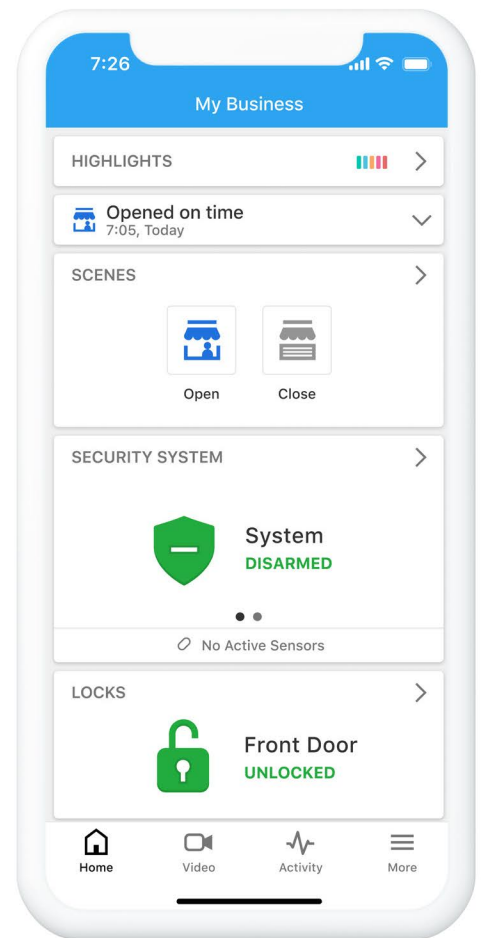 7:26
My Business
HIGHLIGHTS
Opened on time
7:05, Today
SCENES
Open
Close
SECURITY SYSTEM
System
DISARMED
No Active Sensors
LOCKS
Front Door
UNLOCKED
Home
Video
Activity
More